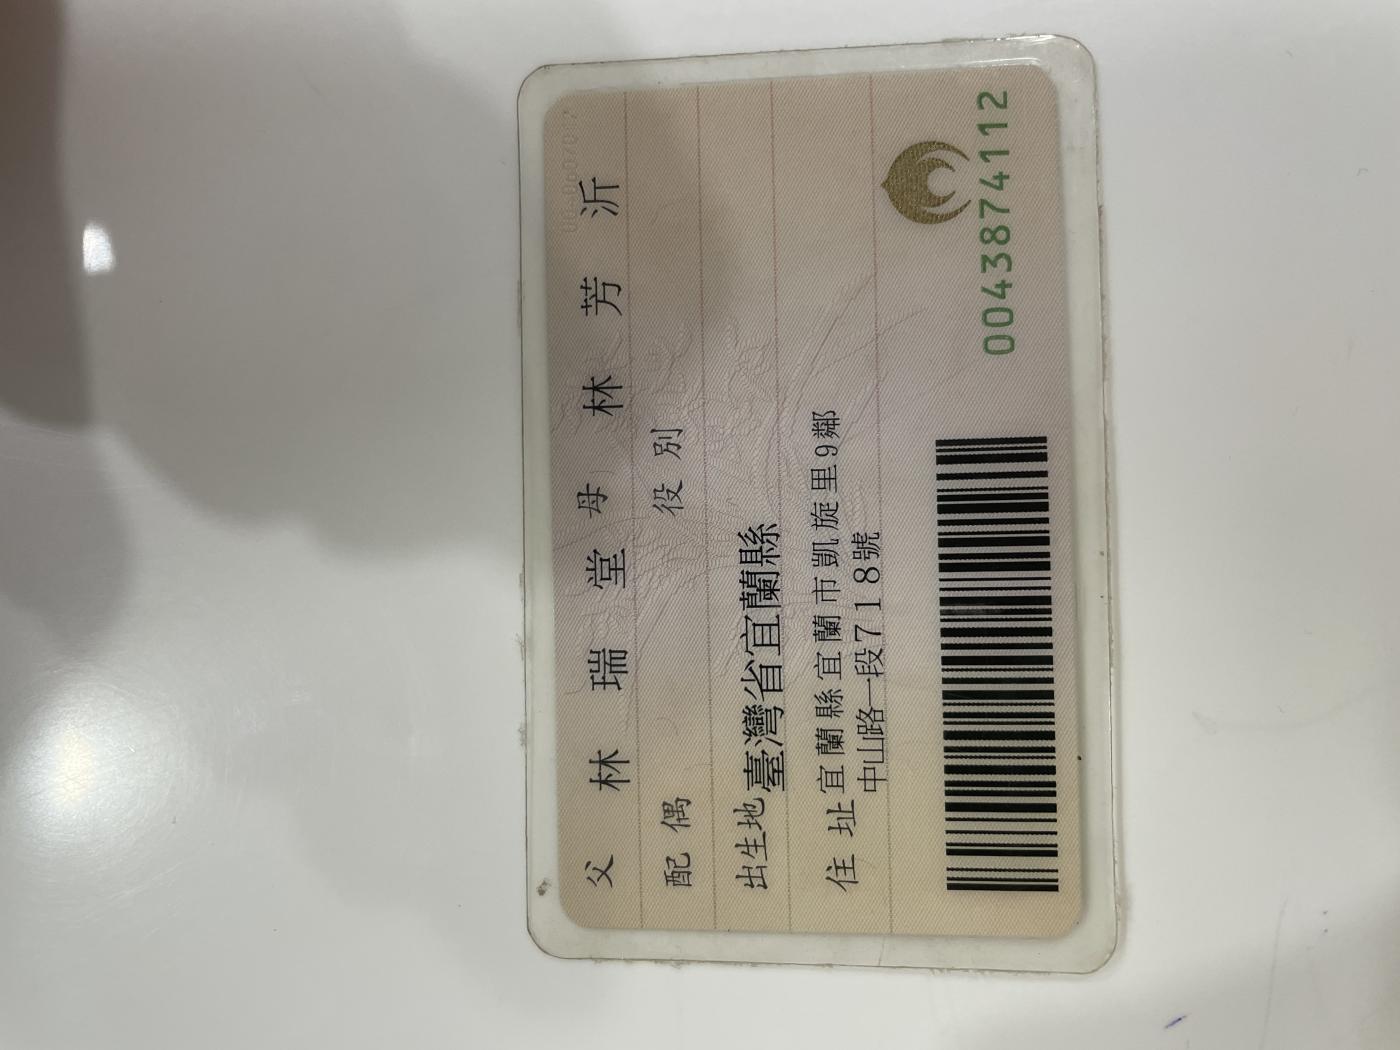 父 林 瑞 堂 母 林 芳 沂
配 偶 役 別
出生地 臺灣省宜蘭縣
住 址 宜蘭縣宜蘭市凱旋里9鄰
中山路一段718號
0043874112